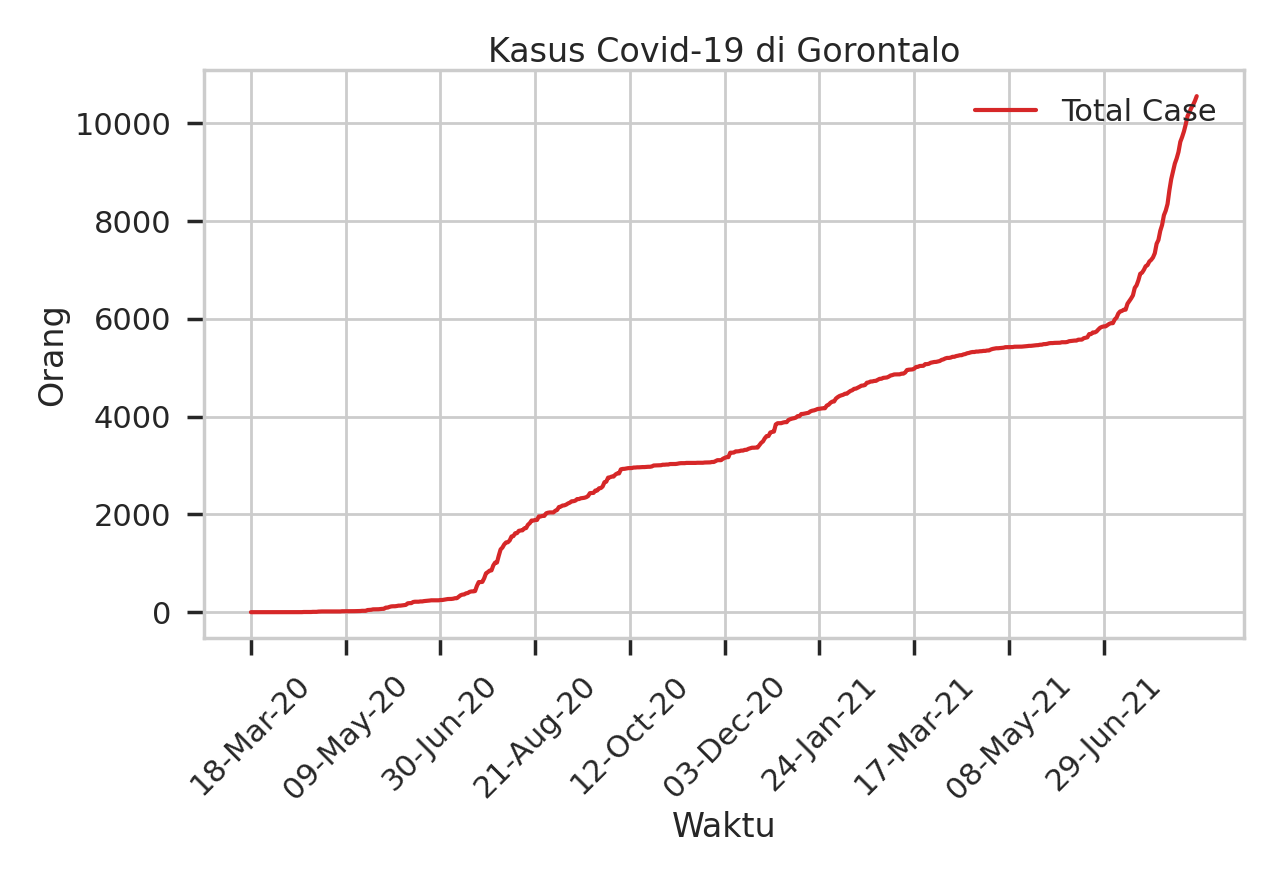 Kasus Covid-19 di Gorontalo
Total Case
10000
8000
6000
4000
2000
0
Orang
18-Mar-20
09-May-20
30-Jun-20
21-Aug-20
12-Oct-20
03-Dec-20
24-Jan-21
17-Mar-21
08-May-21
29-Jun-21
Waktu